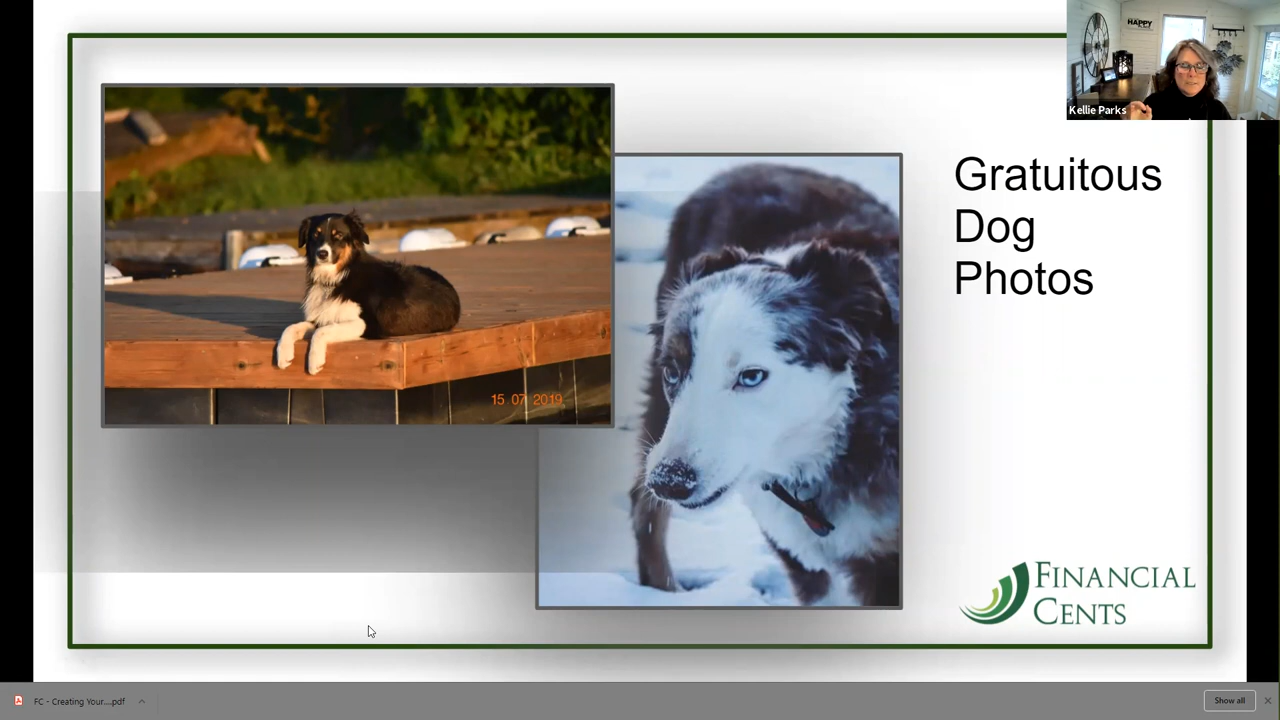 HAPPY
Kellie Parks
Gratuitous
Dog
Photos
15 07 2019
FINANCIAL
CENTS
FC - Creating Your....pdf
Show all